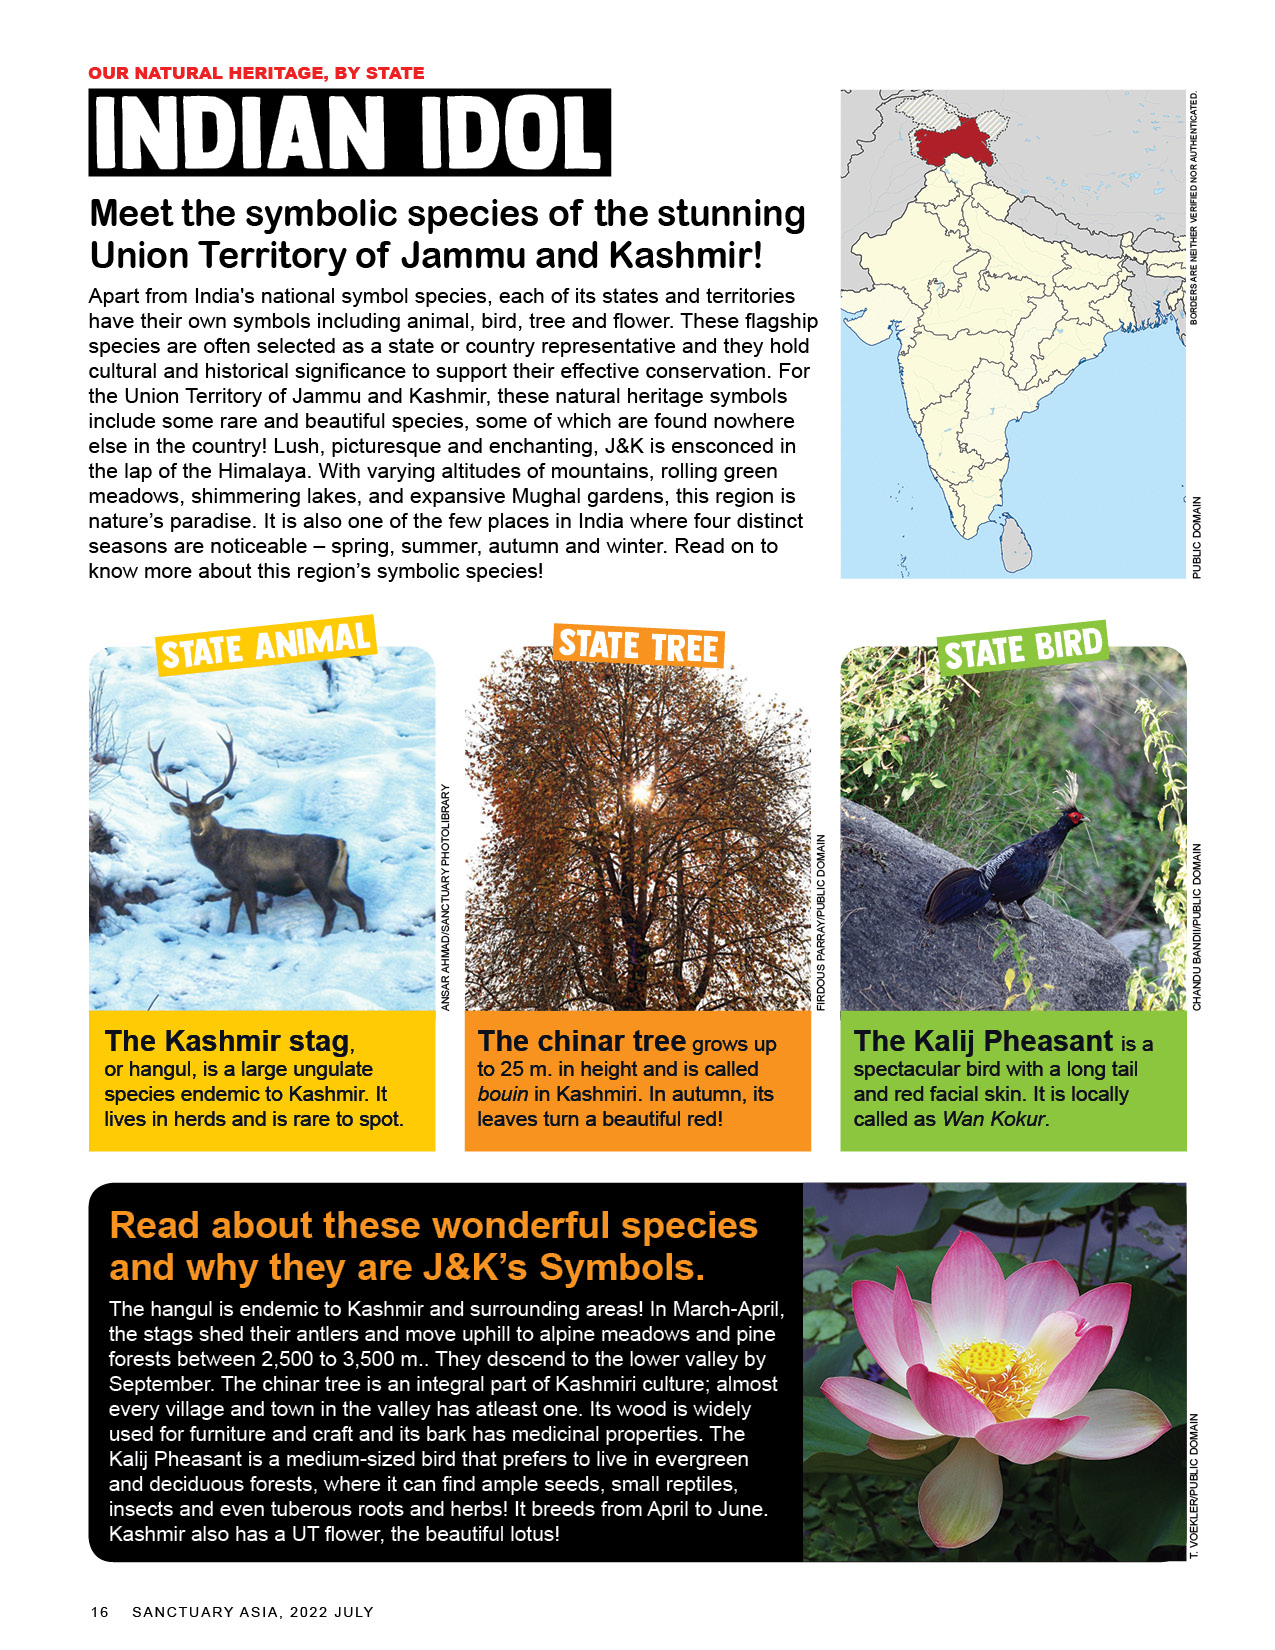 OUR NATURAL HERITAGE, BY STATE
INDIAN IDOL
Meet the symbolic species of the stunning
Union Territory of Jammu and Kashmir!
Apart from India's national symbol species, each of its states and territories
have their own symbols including animal, bird, tree and flower. These flagship
species are often selected as a state or country representative and they hold
cultural and historical significance to support their effective conservation. For
the Union Territory of Jammu and Kashmir, these natural heritage symbols
include some rare and beautiful species, some of which are found nowhere
else in the country! Lush, picturesque and enchanting, J&K is ensconced in
the lap of the Himalaya. With varying altitudes of mountains, rolling green
meadows, shimmering lakes, and expansive Mughal gardens, this region is
nature’s paradise. It is also one of the few places in India where four distinct
seasons are noticeable – spring, summer, autumn and winter. Read on to
know more about this region’s symbolic species!
BORDERS ARE NEITHER VERIFIED NOR AUTHENTICATED.
PUBLIC DOMAIN
STATE ANIMAL
ANSAR AHMAD/SANCTUARY PHOTOLIBRARY
The Kashmir stag,
or hangul, is a large ungulate
species endemic to Kashmir. It
lives in herds and is rare to spot.
STATE TREE
FIRDOUS PARRAY/PUBLIC DOMAIN
The chinar tree grows up
to 25 m. in height and is called
bouin in Kashmiri. In autumn, its
leaves turn a beautiful red!
STATE BIRD
CHANDU BANDI/PUBLIC DOMAIN
The Kalij Pheasant is a
spectacular bird with a long tail
and red facial skin. It is locally
called as Wan Kokur.
Read about these wonderful species
and why they are J&K’s Symbols.
The hangul is endemic to Kashmir and surrounding areas! In March-April,
the stags shed their antlers and move uphill to alpine meadows and pine
forests between 2,500 to 3,500 m.. They descend to the lower valley by
September. The chinar tree is an integral part of Kashmiri culture; almost
every village and town in the valley has atleast one. Its wood is widely
used for furniture and craft and its bark has medicinal properties. The
Kalij Pheasant is a medium-sized bird that prefers to live in evergreen
and deciduous forests, where it can find ample seeds, small reptiles,
insects and even tuberous roots and herbs! It breeds from April to June.
Kashmir also has a UT flower, the beautiful lotus!
T. VOEKLER/PUBLIC DOMAIN
16 SANCTUARY ASIA, 2022 JULY